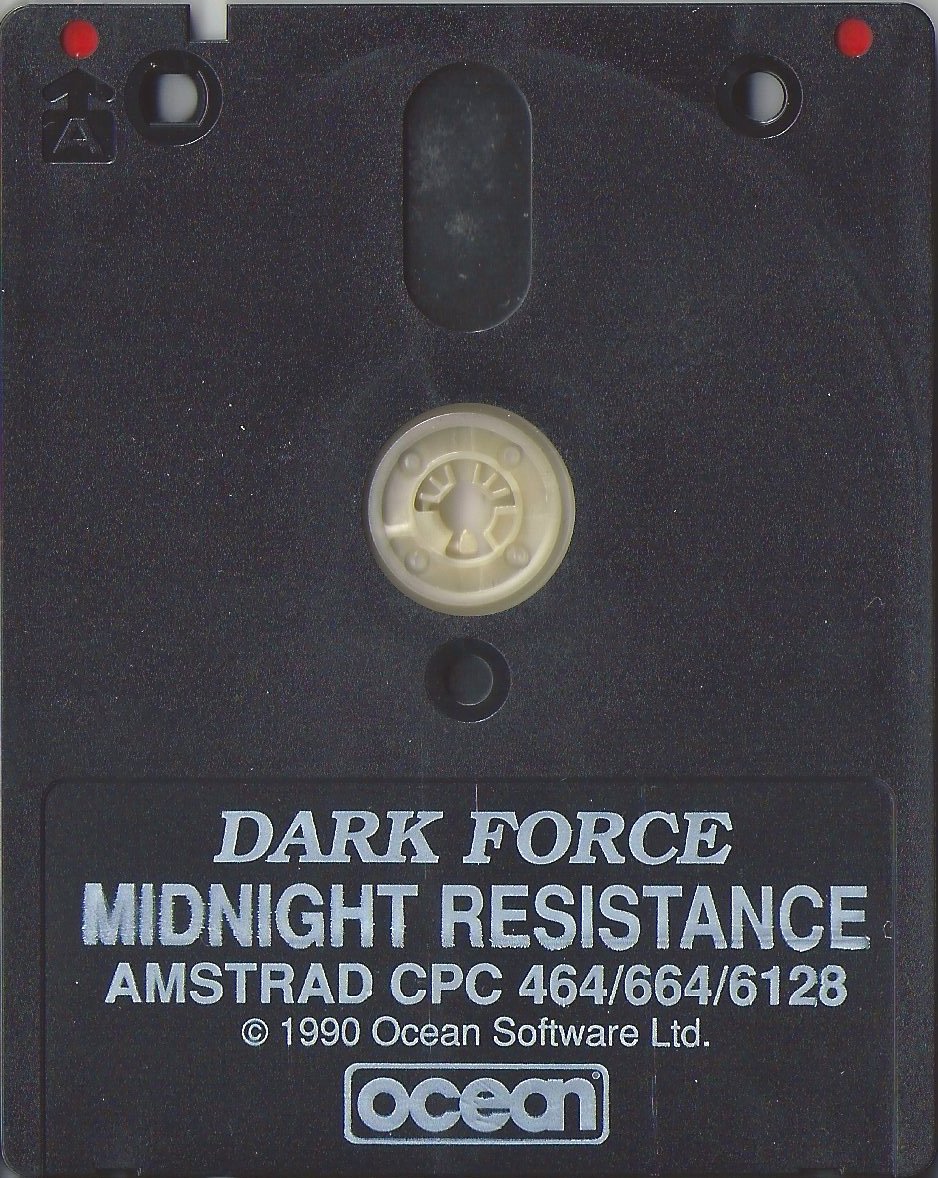 A
DARK FORCE
MIDNIGHT RESISTANCE
AMSTRAD CPC 464/664/6128
© 1990 Ocean Software Ltd.
ocean